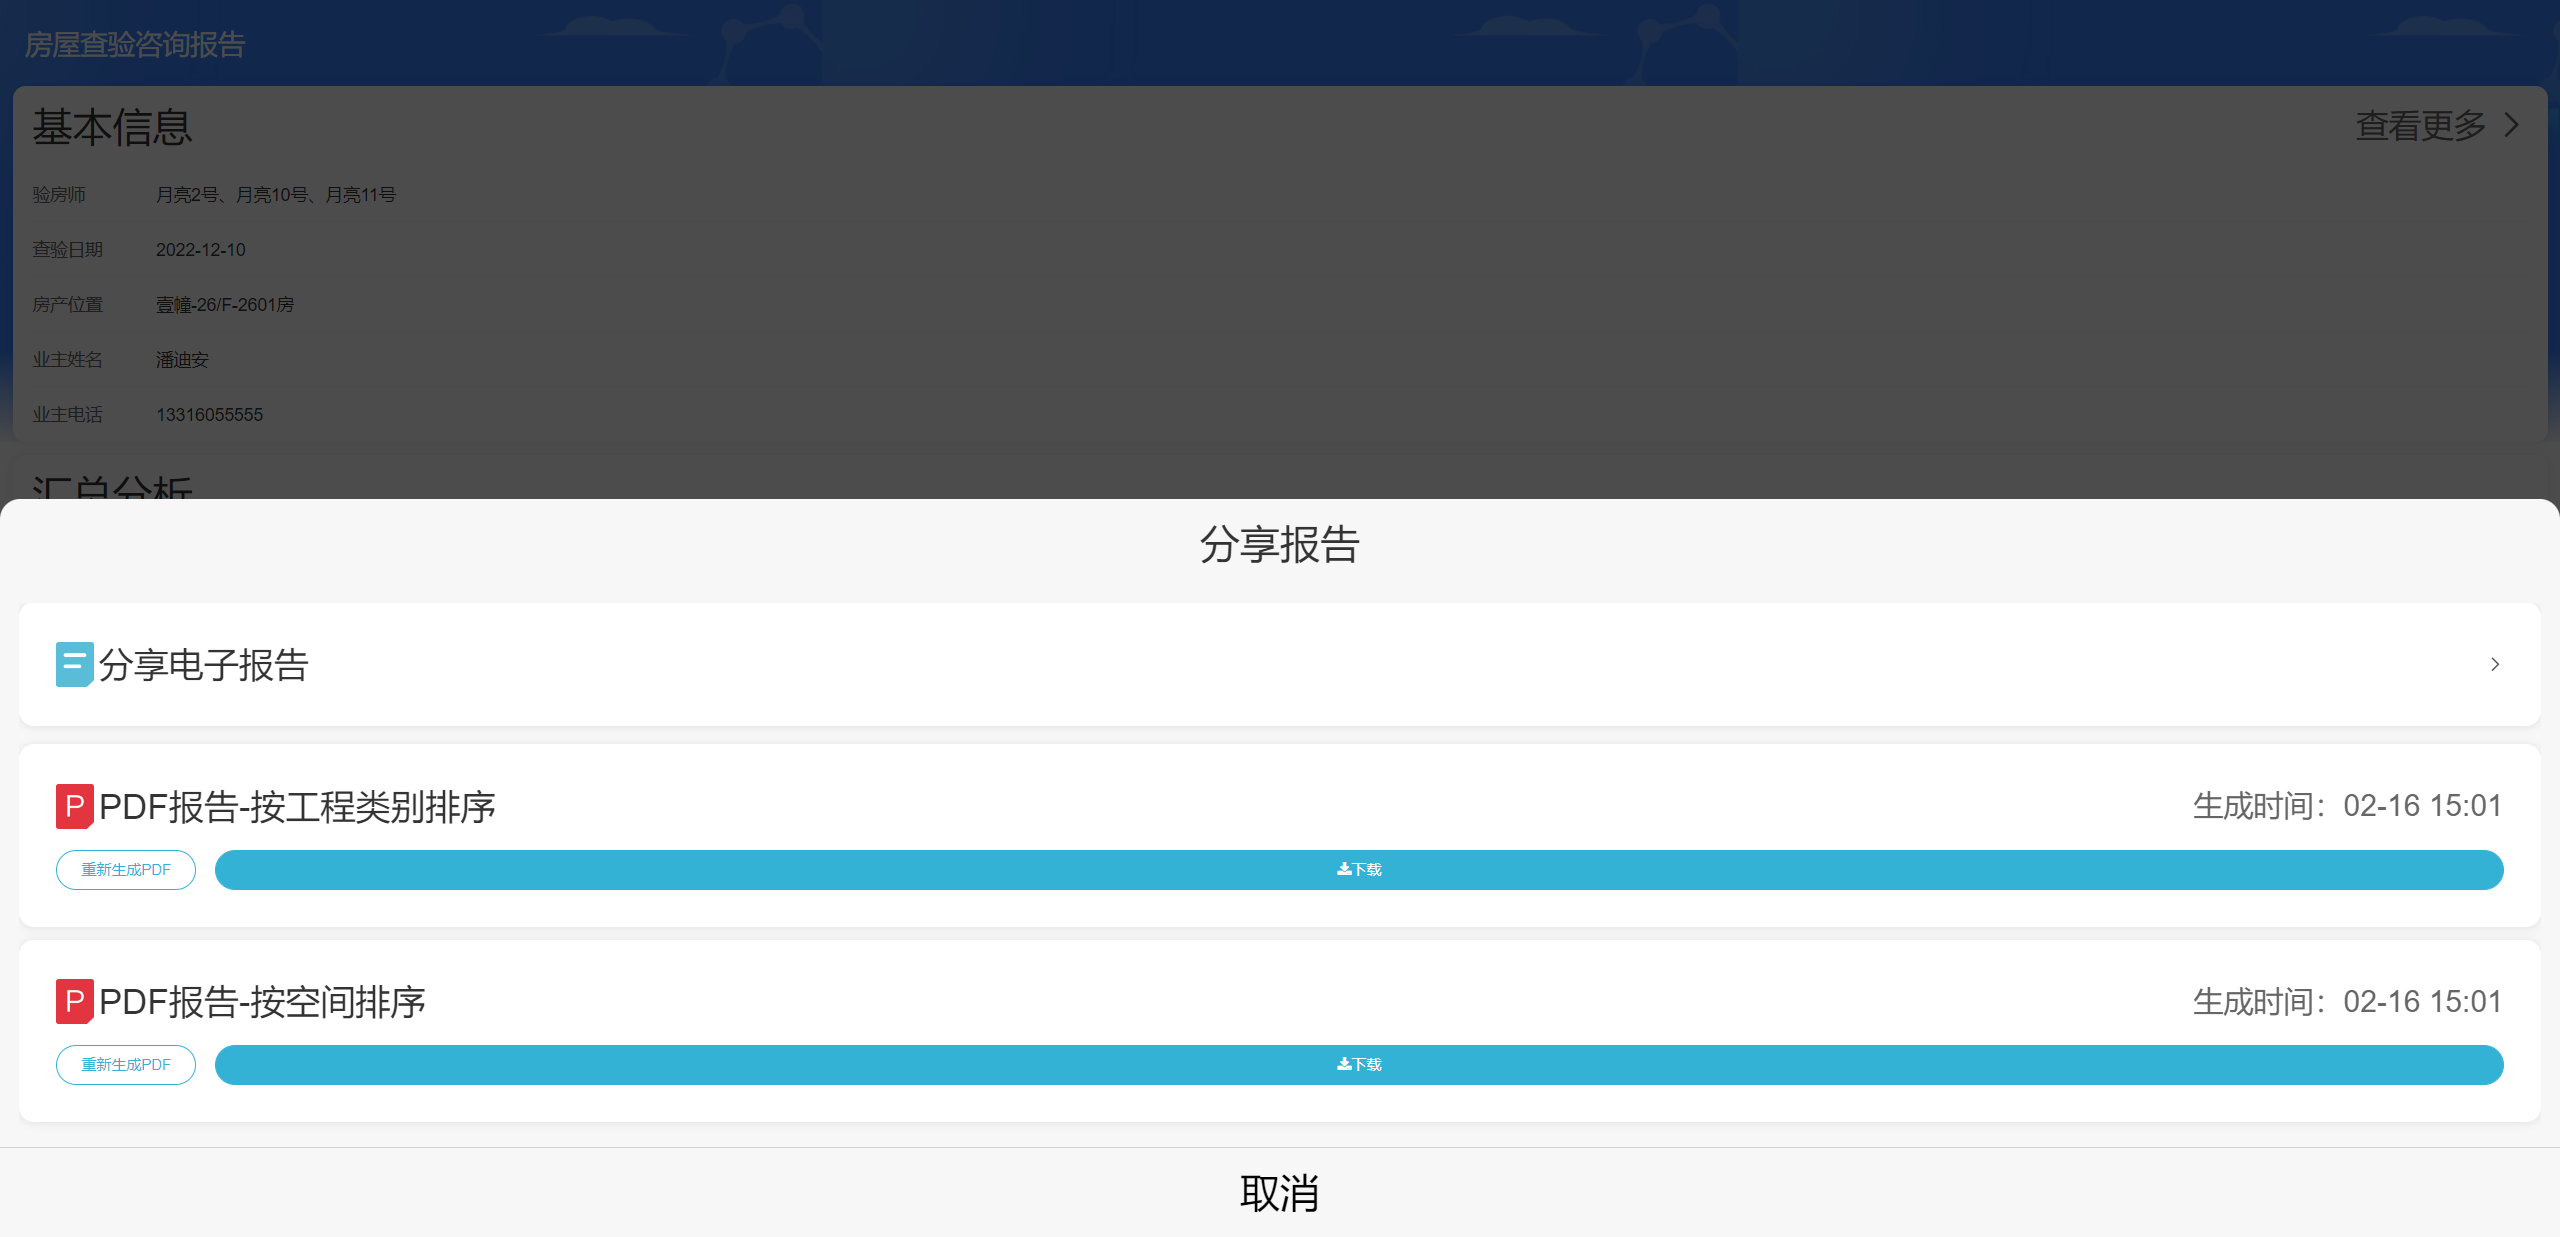 房屋查验咨询报告
基本信息
查看更多
验房师 月亮2号、月亮10号、月亮11号
查验日期 2022-12-10
房产位置 壹幢-26/F-2601房
业主姓名 潘迪安
业主电话 13316055555
汇总分析
分享报告
分享电子报告
P PDF报告-按工程类别排序 生成时间：02-16 15:01
重新生成PDF 下载
P PDF报告-按空间排序 生成时间：02-16 15:01
重新生成PDF 下载
取消